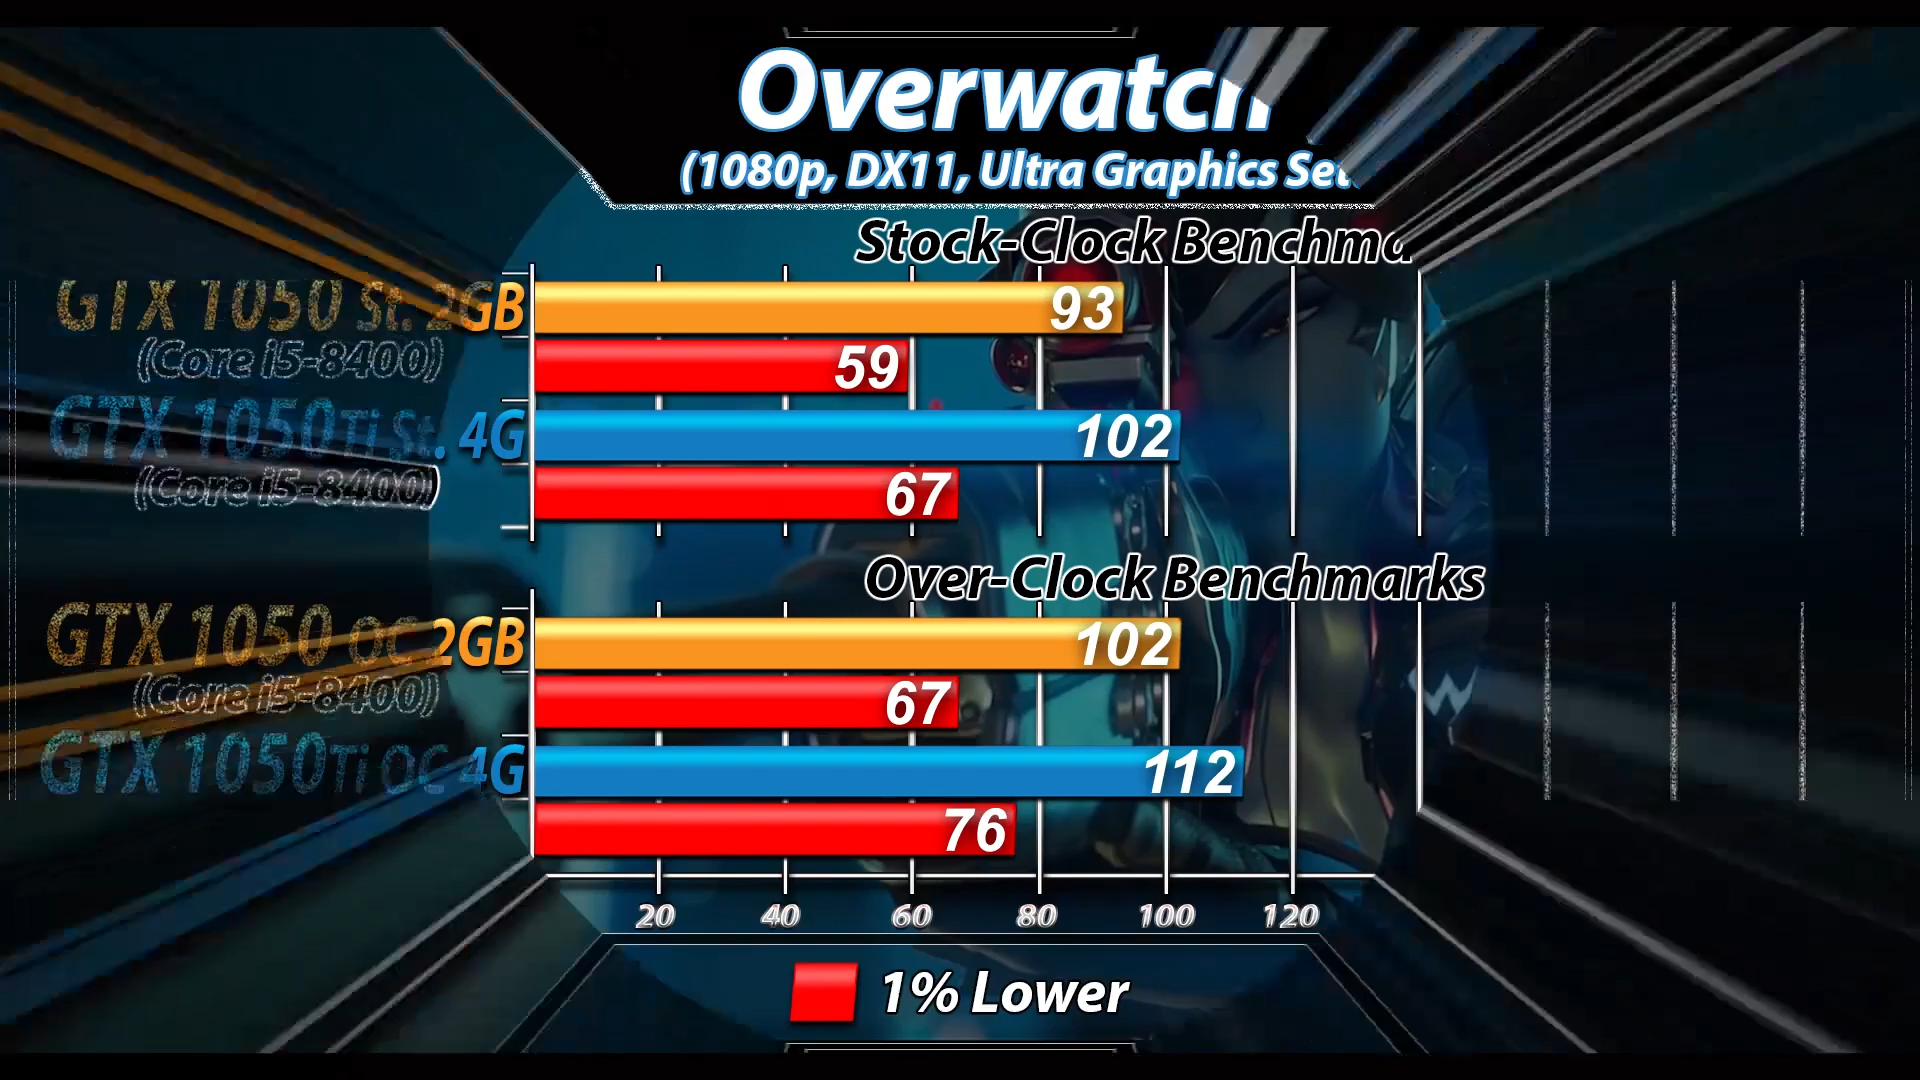 Overwatch
(1080p, DX11, Ultra Graphics Set
Stock-Clock Benchma
GTX 1050 St. 2GB
93
(Core i5-8400)
59
GTX 1050Ti St. 4G
102
(Core i5-8400)
67
Over-Clock Benchmarks
GTX 1050 OC 2GB
102
(Core i5-8400)
67
GTX 1050Ti OC 4G
112
76
20 40 60 80 100 120
1% Lower